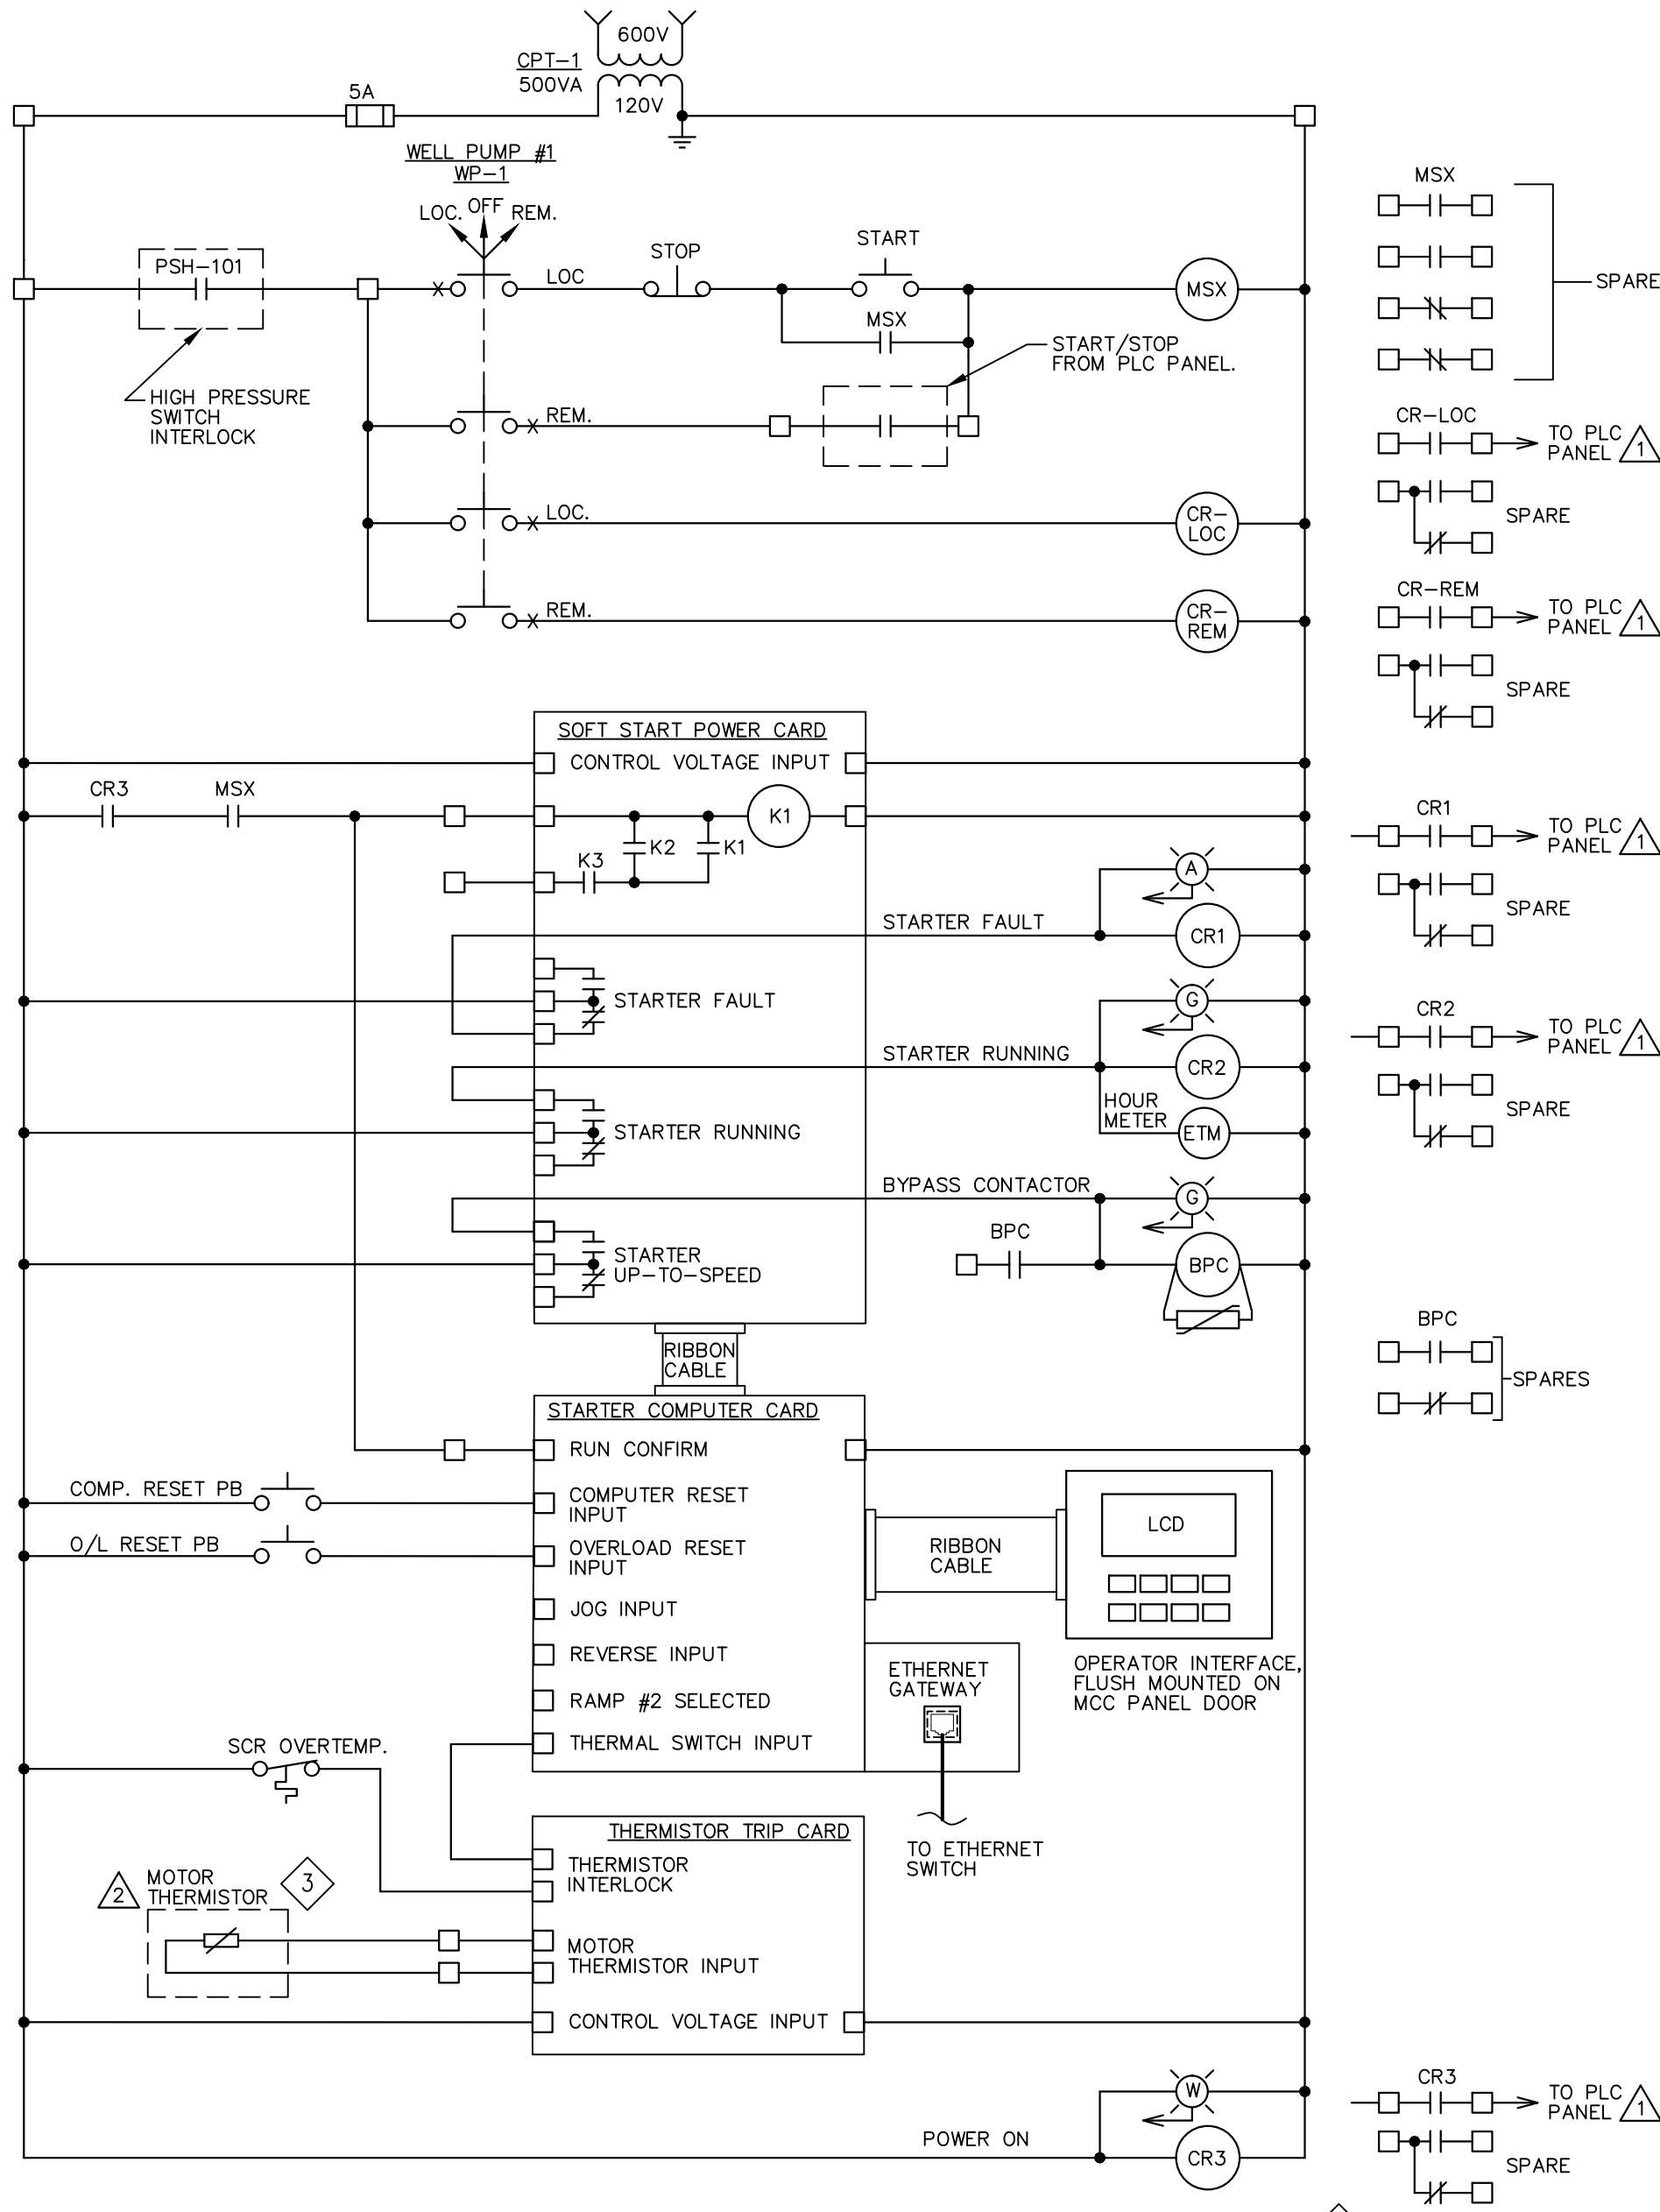 600V
CPT-1
500VA
120V
5A
WELL PUMP #1
WP-1
LOC. OFF REM.
PSH-101
LOC
STOP
START
MSX
MSX
START/STOP
FROM PLC PANEL.
HIGH PRESSURE
SWITCH
INTERLOCK
REM.
LOC.
CR-
LOC
REM.
CR-
REM
MSX
SPARE
CR-LOC
TO PLC
PANEL 1
SPARE
CR-REM
TO PLC
PANEL 1
SPARE
SOFT START POWER CARD
CONTROL VOLTAGE INPUT
CR3
MSX
K1
K2
K1
K3
A
STARTER FAULT
CR1
STARTER FAULT
G
STARTER RUNNING
CR2
HOUR
METER
ETM
STARTER RUNNING
BYPASS CONTACTOR
G
BPC
BPC
STARTER
UP-TO-SPEED
CR1
TO PLC
PANEL 1
SPARE
CR2
TO PLC
PANEL 1
SPARE
BPC
SPARES
RIBBON
CABLE
STARTER COMPUTER CARD
RUN CONFIRM
COMP. RESET PB
COMPUTER RESET
INPUT
O/L RESET PB
OVERLOAD RESET
INPUT
JOG INPUT
REVERSE INPUT
RAMP #2 SELECTED
THERMAL SWITCH INPUT
RIBBON
CABLE
LCD
OPERATOR INTERFACE,
FLUSH MOUNTED ON
MCC PANEL DOOR
ETHERNET
GATEWAY
TO ETHERNET
SWITCH
SCR OVERTEMP.
THERMISTOR TRIP CARD
THERMISTOR
INTERLOCK
2
MOTOR
THERMISTOR
3
MOTOR
THERMISTOR INPUT
CONTROL VOLTAGE INPUT
W
POWER ON
CR3
CR3
TO PLC
PANEL 1
SPARE